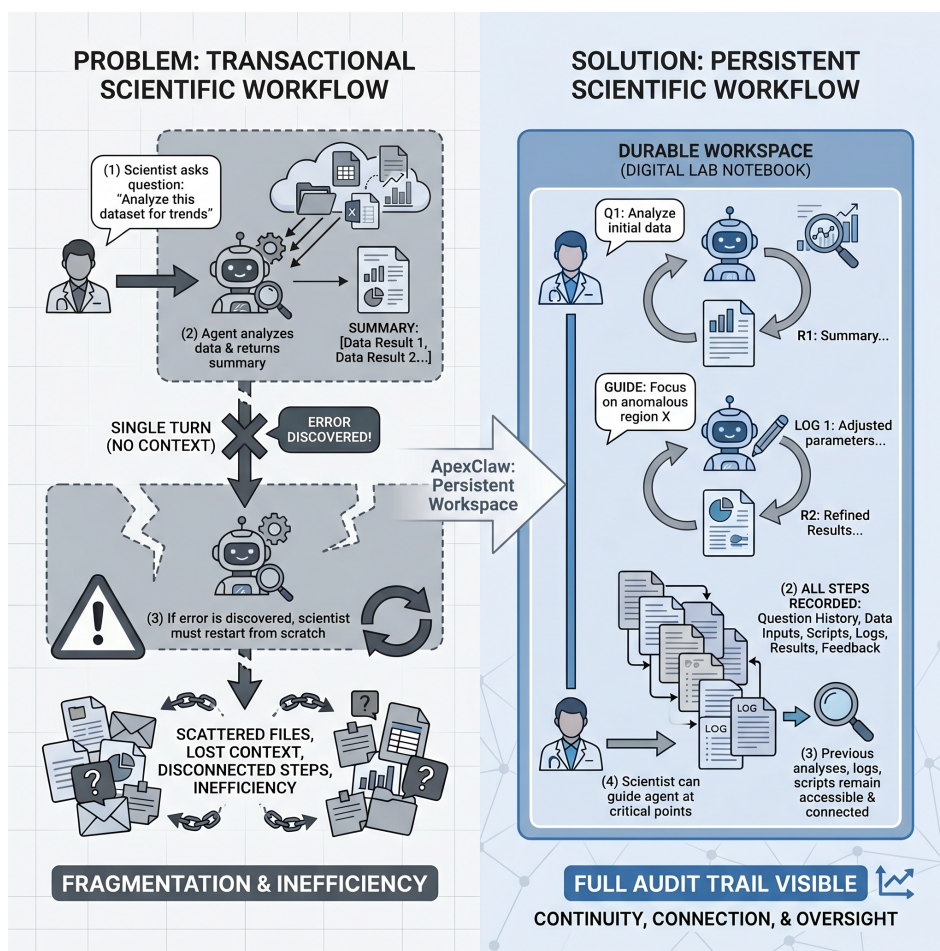 PROBLEM: TRANSACTIONAL
SCIENTIFIC WORKFLOW
(1) Scientist asks
question:
“Analyze this
dataset for trends”
X
(2) Agent analyzes
data & returns
summary
SUMMARY:
[Data Result 1,
Data Result 2...]
SINGLE TURN
(NO CONTEXT)
ERROR
DISCOVERED!
!
(3) If error is discovered, scientist
must restart from scratch
?
?
?
SCATTERED FILES,
LOST CONTEXT,
DISCONNECTED STEPS,
INEFFICIENCY
FRAGMENTATION & INEFFICIENCY
ApexClaw:
Persistent
Workspace
SOLUTION: PERSISTENT
SCIENTIFIC WORKFLOW
DURABLE WORKSPACE
(DIGITAL LAB NOTEBOOK)
Q1: Analyze
initial data
R1: Summary...
GUIDE: Focus
on anomalous
region X
LOG 1: Adjusted
parameters...
R2: Refined
Results...
(2) ALL STEPS
RECORDED:
Question History, Data
Inputs, Scripts, Logs,
Results, Feedback
LOG
LOG
(3) Previous
analyses, logs,
scripts remain
accessible &
connected
(4) Scientist can
guide agent at
critical points
FULL AUDIT TRAIL VISIBLE
CONTINUITY, CONNECTION, & OVERSIGHT